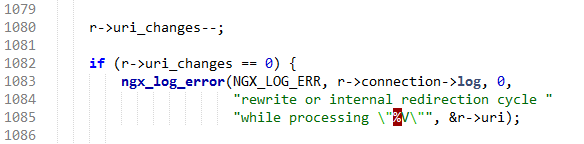 1079
1080 r->uri_changes--;
1081
1082 if (r->uri_changes == 0) {
1083 ngx_log_error(NGX_LOG_ERR, r->connection->log, 0,
1084 "rewrite or internal redirection cycle "
1085 "while processing \"%V\"", &r->uri);
1086